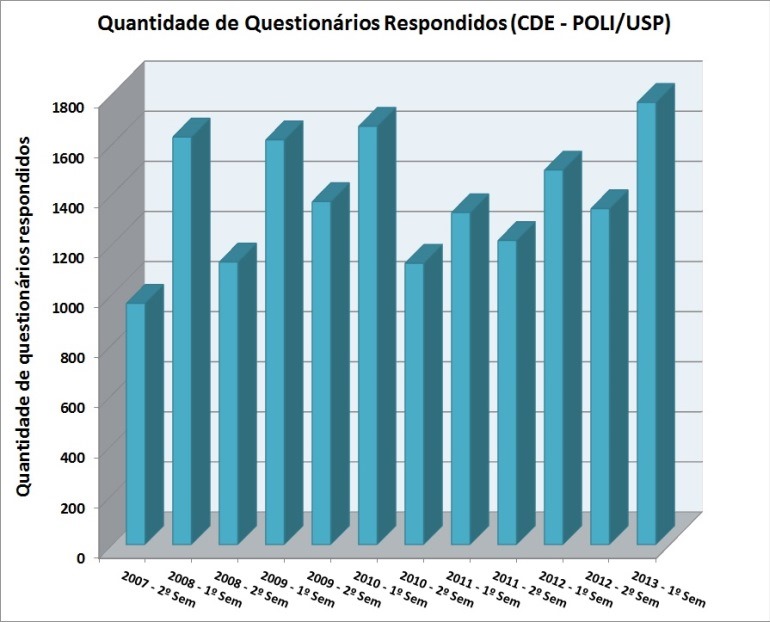 Quantidade de Questionários Respondidos (CDE - POLI/USP)
Quantidade de questionários respondidos
1800
1600
1400
1200
1000
800
600
400
200
0
2007 - 2º Sem
2008 - 1º Sem
2008 - 2º Sem
2009 - 1º Sem
2009 - 2º Sem
2010 - 1º Sem
2010 - 2º Sem
2011 - 1º Sem
2011 - 2º Sem
2012 - 1º Sem
2012 - 2º Sem
2013 - 1º Sem